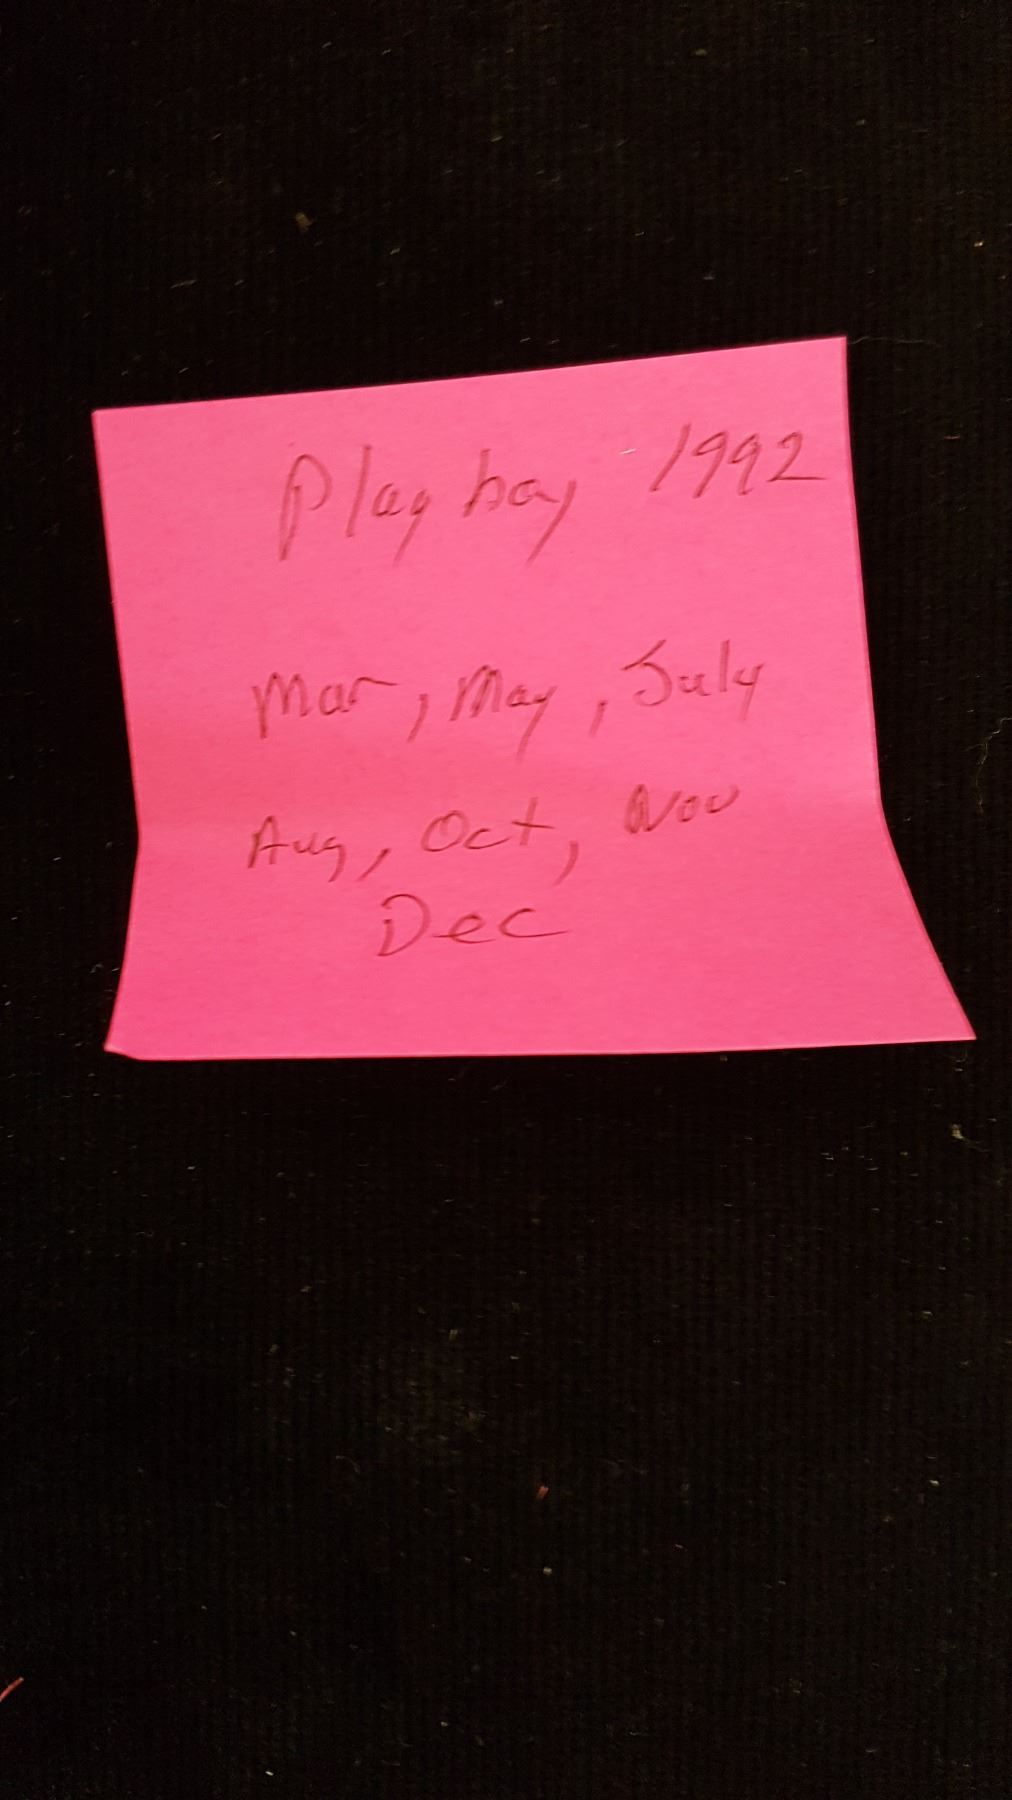 Playboy 1992
Mar, May, July
Aug, Oct, Nov
Dec